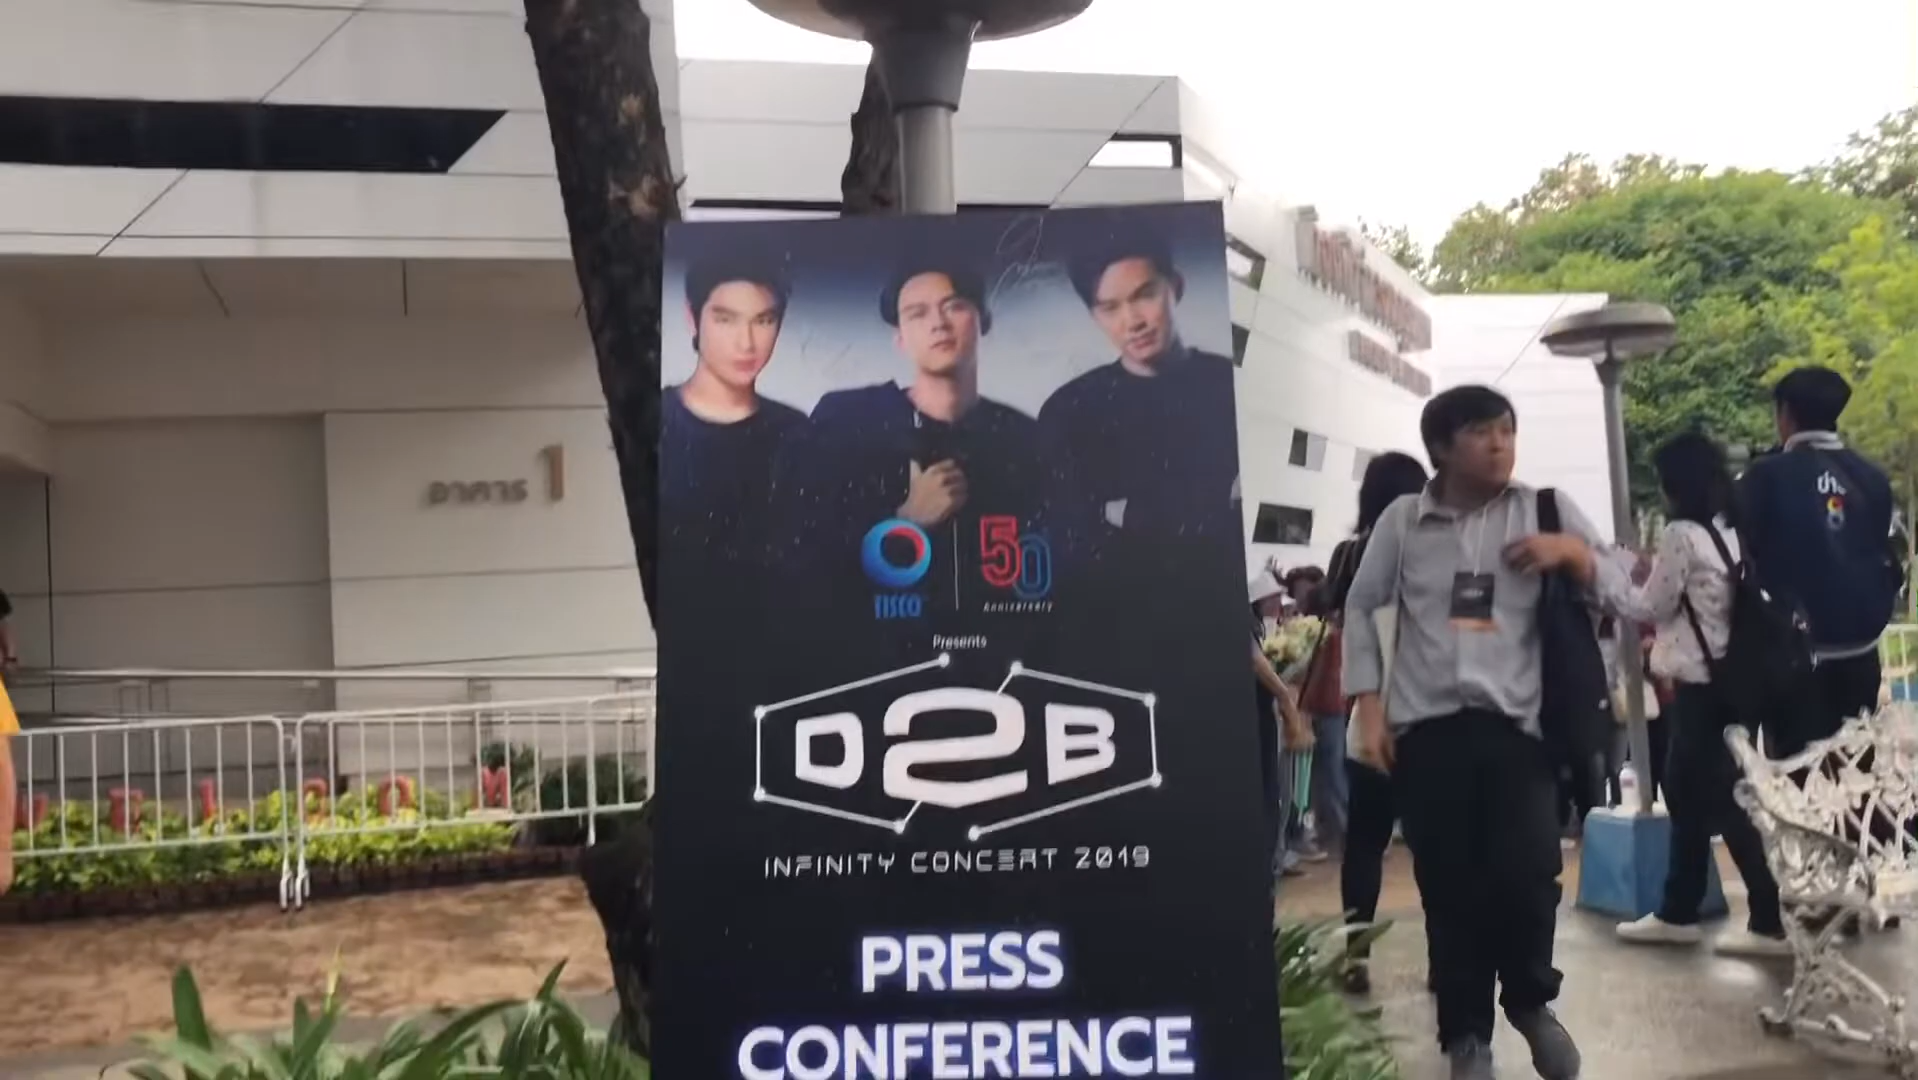 อาคาร 1
TISCO
50
Anniversary
Presents
D2B
INFINITY CONCERT 2019
PRESS
CONFERENCE